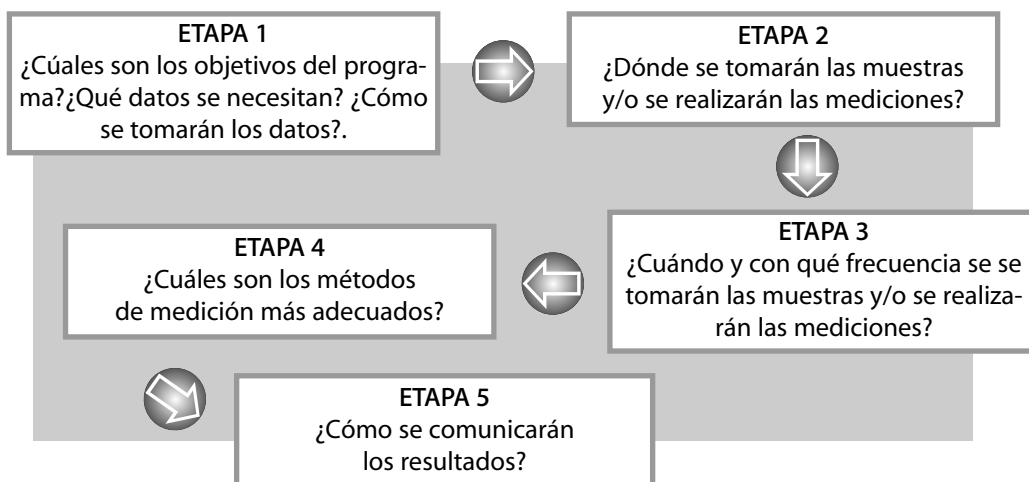 ETAPA 1
¿Cúales son los objetivos del progra-
ma?¿Qué datos se necesitan? ¿Cómo
se tomarán los datos?.
ETAPA 2
¿Dónde se tomarán las muestras
y/o se realizarán las mediciones?
ETAPA 3
¿Cuándo y con qué frecuencia se se
tomarán las muestras y/o se realiza-
rán las mediciones?
ETAPA 4
¿Cuáles son los métodos
de medición más adecuados?
ETAPA 5
¿Cómo se comunicarán
los resultados?